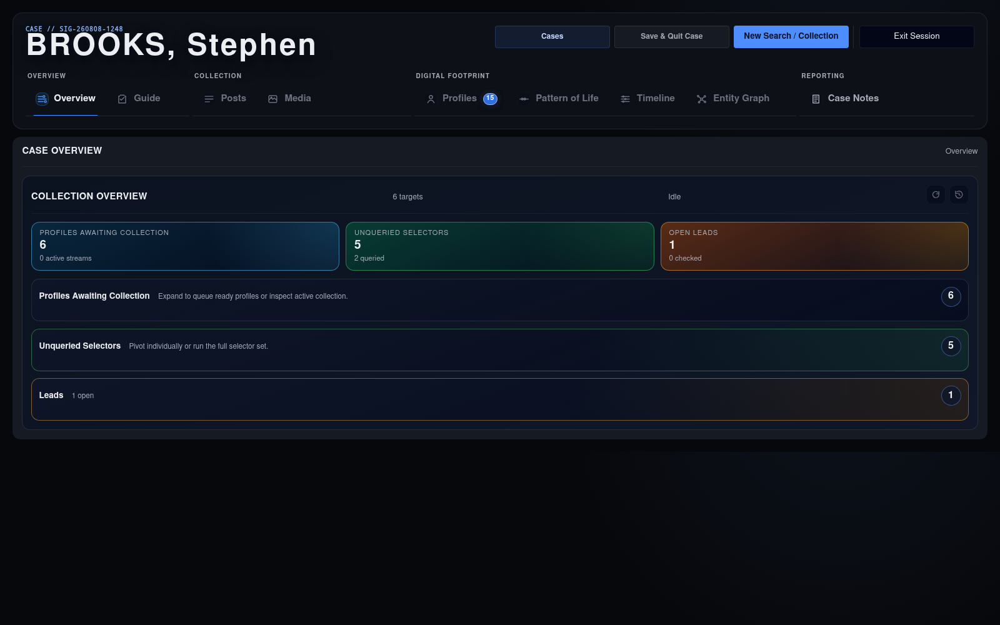 CASE // SIG-260808-1248
BROOKS, Stephen
Cases
Save & Quit Case
New Search / Collection
Exit Session
OVERVIEW
COLLECTION
DIGITAL FOOTPRINT
REPORTING
Overview
Guide
Posts
Media
Profiles 15
Pattern of Life
Timeline
Entity Graph
Case Notes
CASE OVERVIEW
Overview
COLLECTION OVERVIEW
6 targets
Idle
PROFILES AWAITING COLLECTION
6
0 active streams
UNQUERIED SELECTORS
5
2 queried
OPEN LEADS
1
0 checked
Profiles Awaiting Collection Expand to queue ready profiles or inspect active collection. 6
Unqueried Selectors Pivot individually or run the full selector set. 5
Leads 1 open 1